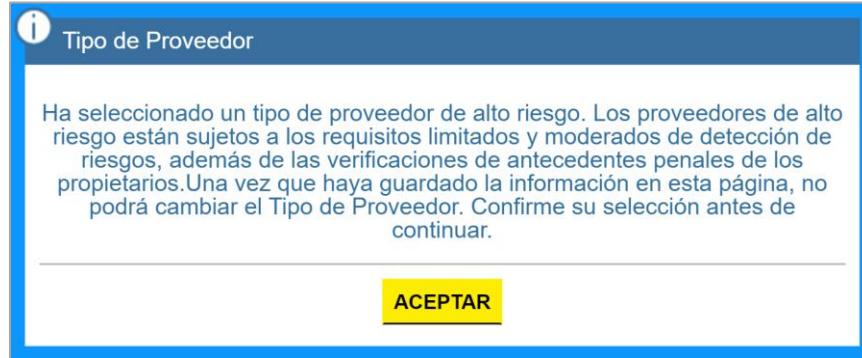 Tipo de Proveedor
Ha seleccionado un tipo de proveedor de alto riesgo. Los proveedores de alto
riesgo están sujetos a los requisitos limitados y moderados de detección de
riesgos, además de las verificaciones de antecedentes penales de los
propietarios.Una vez que haya guardado la información en esta página, no
podrá cambiar el Tipo de Proveedor. Confirme su selección antes de
continuar.
ACEPTAR